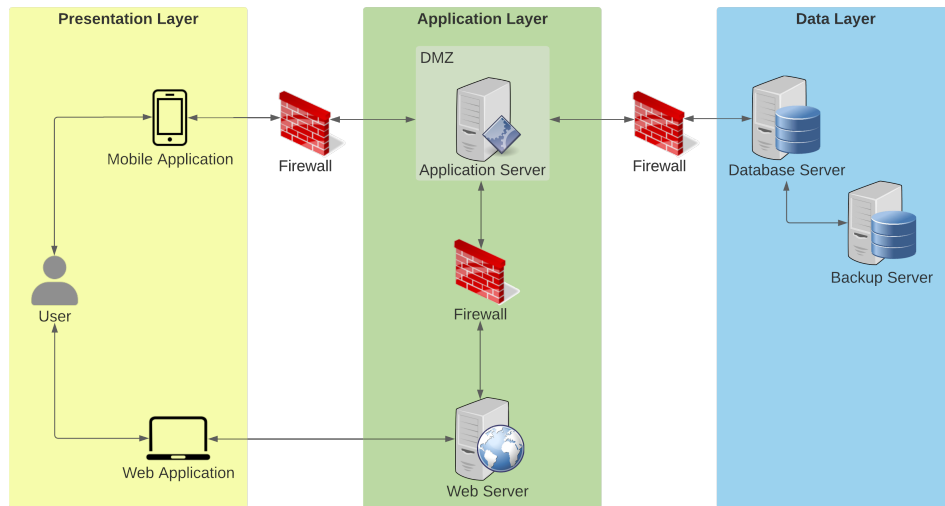 Presentation Layer
Application Layer
Data Layer
DMZ
Mobile Application
Firewall
Application Server
Firewall
Database Server
Backup Server
User
Firewall
Web Application
Web Server